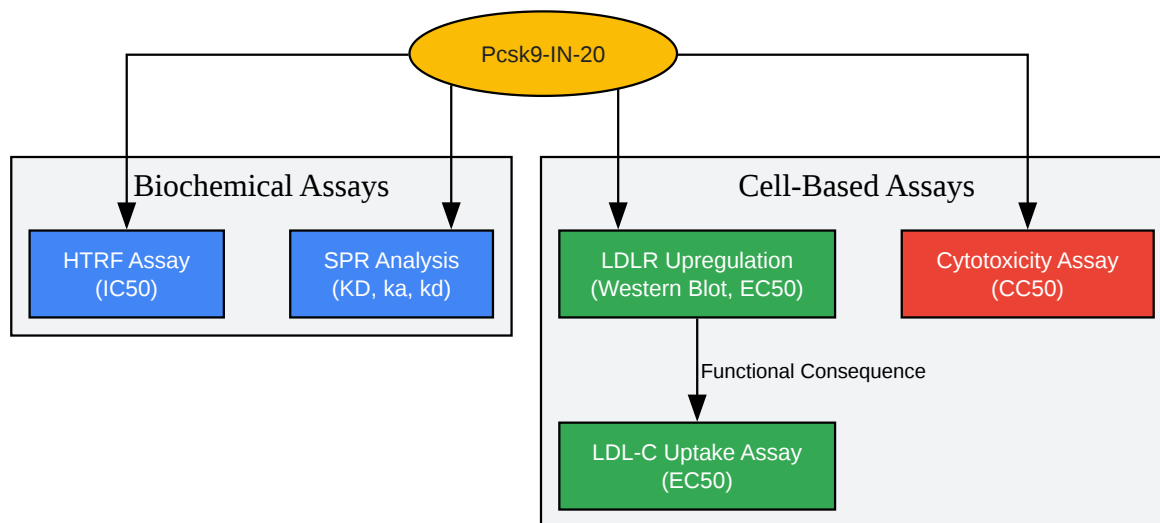 Pcsk9-IN-20
Biochemical Assays
HTRF Assay
(IC50)
SPR Analysis
(KD, ka, kd)
Cell-Based Assays
LDLR Upregulation
(Western Blot, EC50)
Cytotoxicity Assay
(CC50)
Functional Consequence
LDL-C Uptake Assay
(EC50)